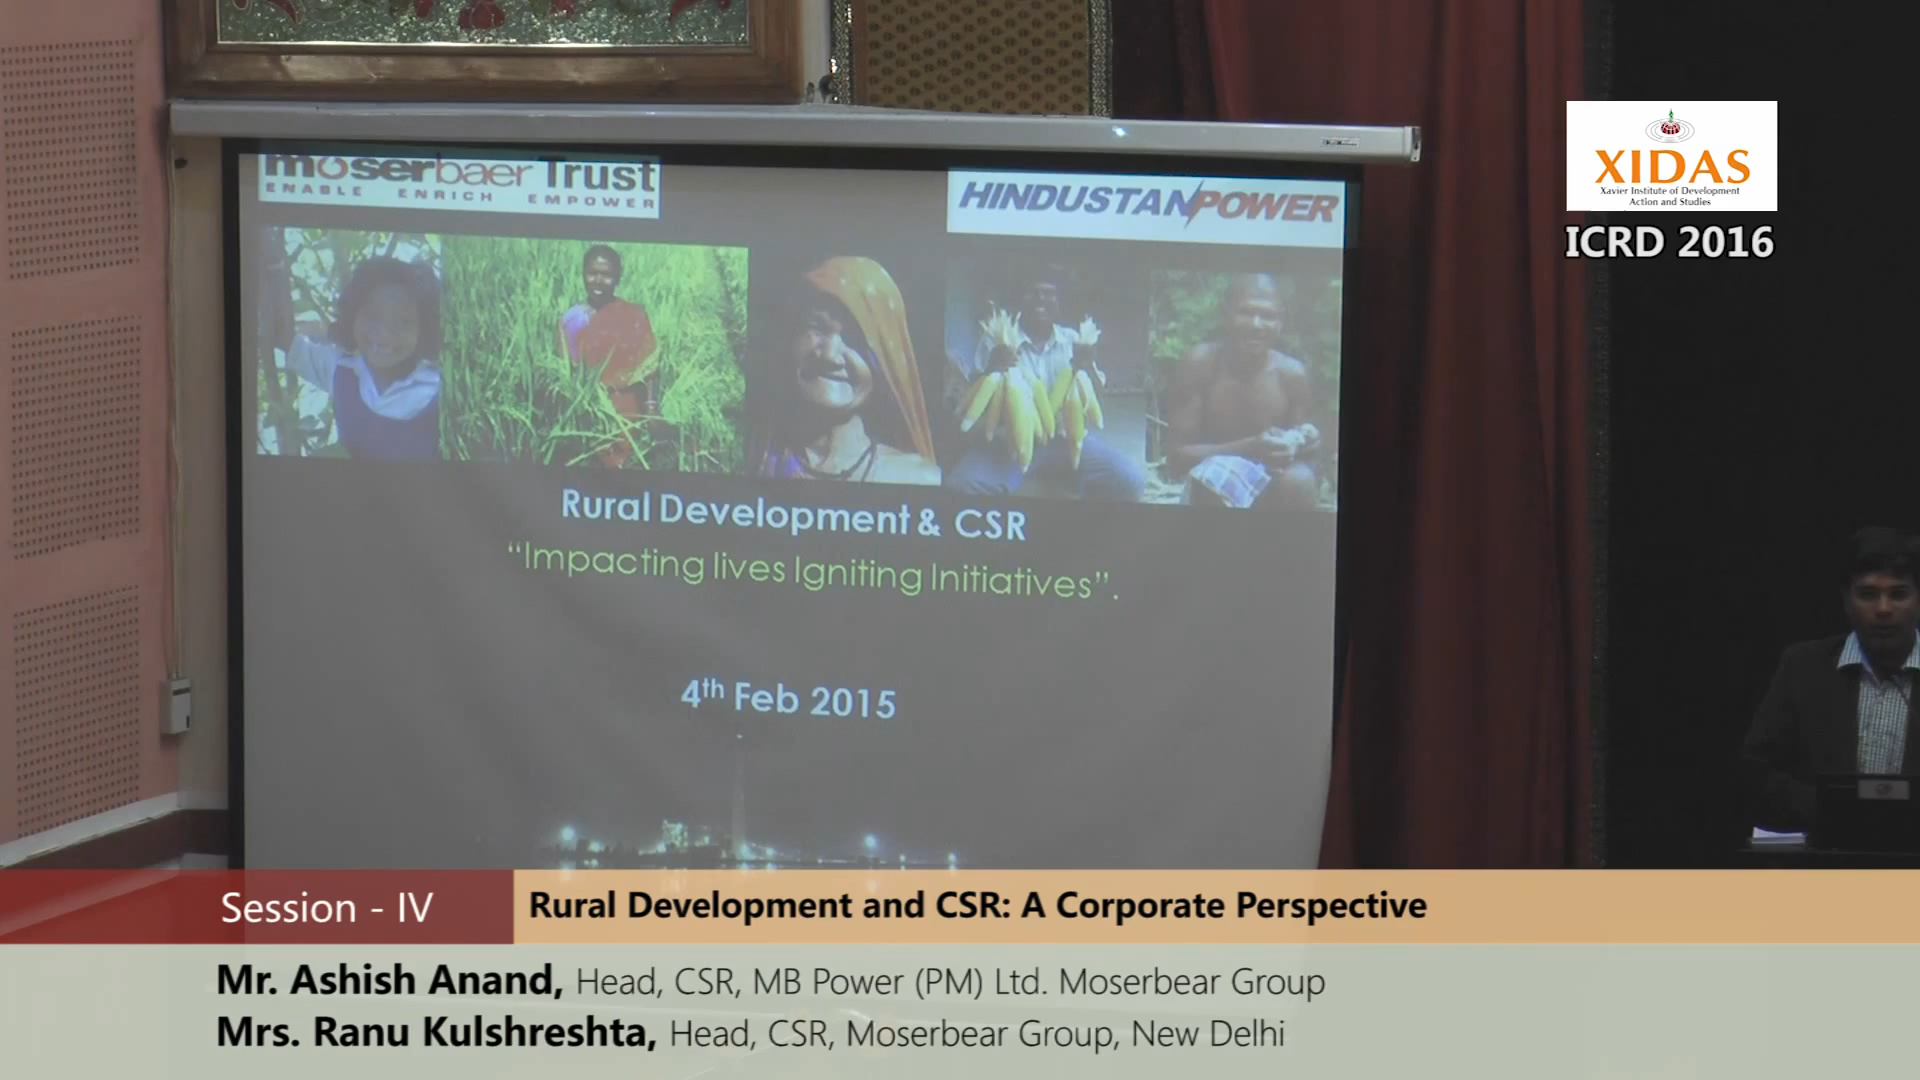 moserbaer Trust
ENABLE ENRICH EMPOWER
HINDUSTANPOWER
XIDAS
Xavier Institute of Development
Action and Studies
ICRD 2016
Rural Development & CSR
“Impacting lives Igniting Initiatives”.
4th Feb 2015
Session - IV
Rural Development and CSR: A Corporate Perspective
Mr. Ashish Anand, Head, CSR, MB Power (PM) Ltd. Moserbear Group
Mrs. Ranu Kulshreshta, Head, CSR, Moserbear Group, New Delhi